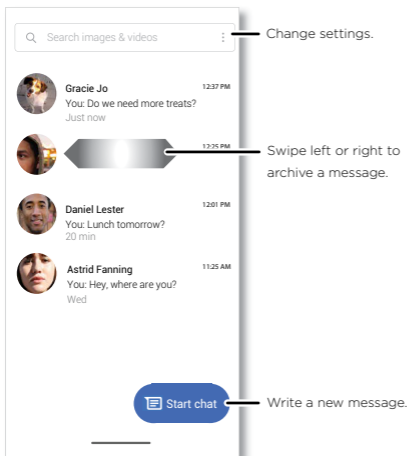 Search images & videos
Change settings.
Gracie Jo 12:37 PM
You: Do we need more treats?
Just now
12:25 PM
Swipe left or right to
archive a message.
Daniel Lester 12:01 PM
You: Lunch tomorrow?
20 min
Astrid Fanning 11:25 AM
You: Hey, where are you?
Wed
Start chat
Write a new message.